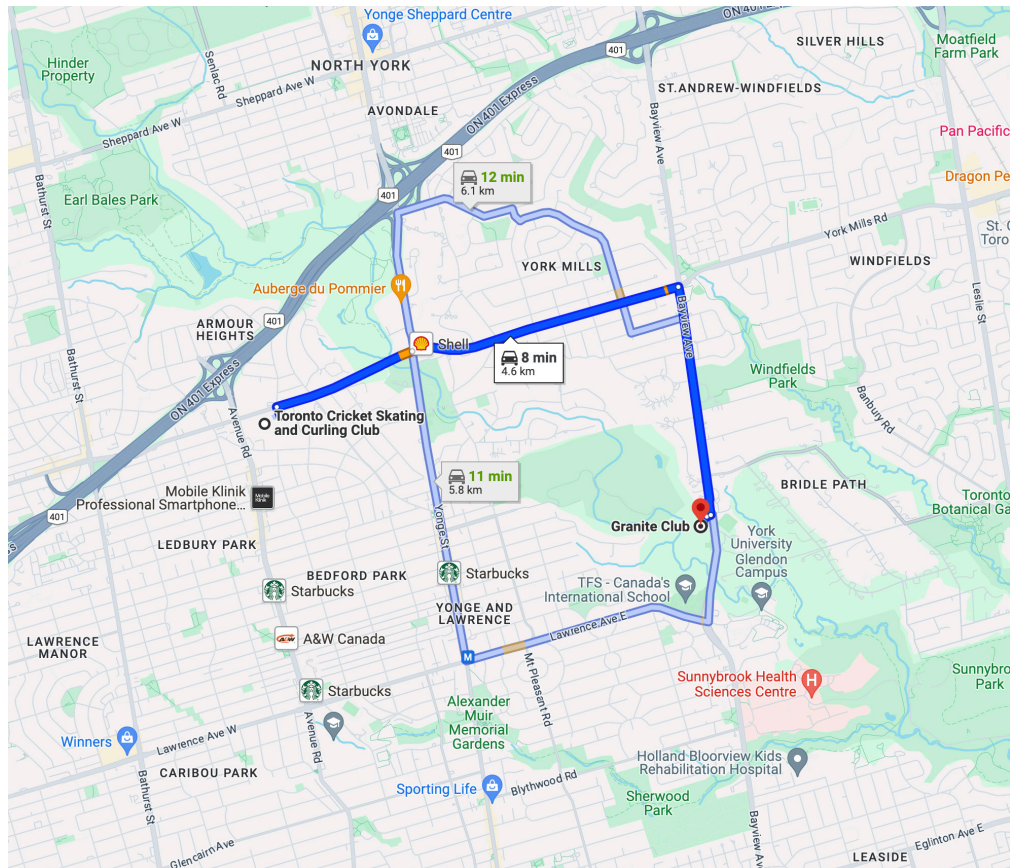 Yonge Sheppard Centre
ON 401 Express
401
SILVER HILLS
Moatfield
Farm Park
Hinder
Property
Senlac Rd
NORTH YORK
Sheppard Ave W
ST.ANDREW-WINDFIELDS
AVONDALE
ON 401 Express
Bayview Ave
Sheppard Ave W
401
Pan Pacific
Bathurst St
12 min
6.1 km
Dragon Pe
401
Earl Bales Park
York Mills Rd
St. C
Toro
YORK MILLS
WINDFIELDS
Auberge du Pommier
Leslie St
401
ARMOUR
HEIGHTS
Bayview Ave
Shell
8 min
4.6 km
Bathurst St
Windfields
Park
ON 401 Express
Banbury Rd
Avenue Rd
Toronto Cricket Skating
and Curling Club
11 min
5.8 km
BRIDLE PATH
Mobile Klinik
Professional Smartphone...
Mobile
Klinik
Toronto
Botanical Ga
401
ss
Yonge St
Granite Club
York
University
Glendon
Campus
LEDBURY PARK
BEDFORD PARK
Starbucks
TFS - Canada's
International School
Starbucks
YONGE AND
LAWRENCE
Lawrence Ave E
A&W
A&W Canada
LAWRENCE
MANOR
M
Mt Pleasant Rd
Sunnybrook Health
Sciences Centre
H
Sunnybro
Park
Starbucks
Alexander
Muir
Memorial
Gardens
Avenue Rd
Winners
Lawrence Ave W
Holland Bloorview Kids
Rehabilitation Hospital
CARIBOU PARK
Bathurst St
Sporting Life
Blythwood Rd
Sherwood
Park
Bayview Av
Eglinton Ave E
Glencairn Ave
LEASIDE